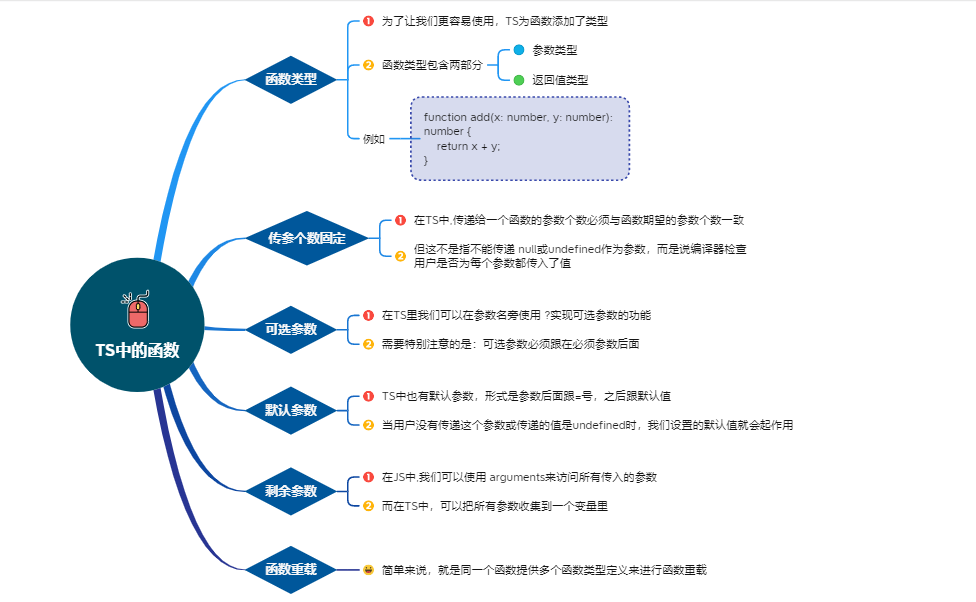 TS中的函数
函数类型
1 为了让我们更容易使用，TS为函数添加了类型
2 函数类型包含两部分
参数类型
返回值类型
例如
function add(x: number, y: number):
number {
return x + y;
}
传参个数固定
1 在TS中,传递给一个函数的参数个数必须与函数期望的参数个数一致
2 但这不是指不能传递 null或undefined作为参数，而是说编译器检查
用户是否为每个参数都传入了值
可选参数
1 在TS里我们可以在参数名旁使用 ?实现可选参数的功能
2 需要特别注意的是：可选参数必须跟在必须参数后面
默认参数
1 TS中也有默认参数，形式是参数后面跟=号，之后跟默认值
2 当用户没有传递这个参数或传递的值是undefined时，我们设置的默认值就会起作用
剩余参数
1 在JS中,我们可以使用 arguments来访问所有传入的参数
2 而在TS中，可以把所有参数收集到一个变量里
函数重载
简单来说，就是同一个函数提供多个函数类型定义来进行函数重载